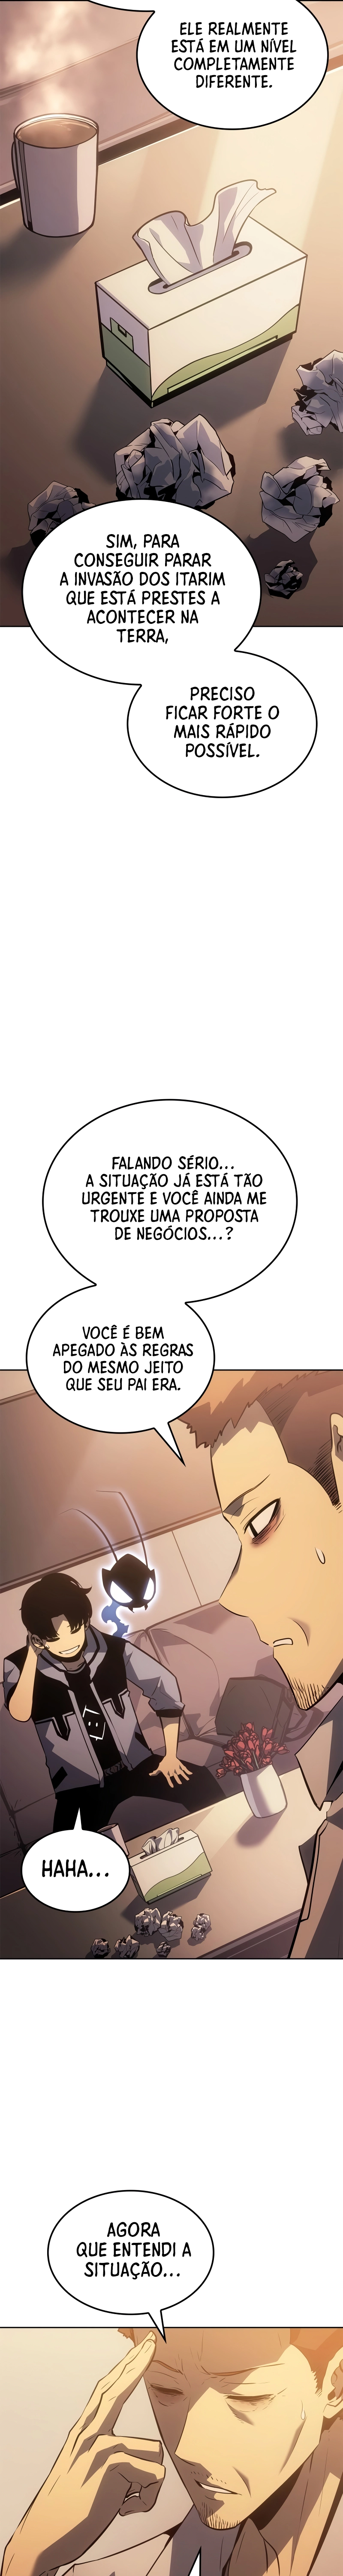 ELE REALMENTE
ESTÁ EM UM NÍVEL
COMPLETAMENTE
DIFERENTE.
SIM, PARA
CONSEGUIR PARAR
A INVASÃO DOS ITARIM
QUE ESTÁ PRESTES A
ACONTECER NA
TERRA,
PRECISO
FICAR FORTE O
MAIS RÁPIDO
POSSÍVEL.
FALANDO SÉRIO...
A SITUAÇÃO JÁ ESTÁ TÃO
URGENTE E VOCÊ AINDA ME
TROUXE UMA PROPOSTA
DE NEGÓCIOS...?
VOCÊ É BEM
APEGADO ÀS REGRAS
DO MESMO JEITO
QUE SEU PAI ERA.
HAHA...
AGORA
QUE ENTENDI A
SITUAÇÃO...